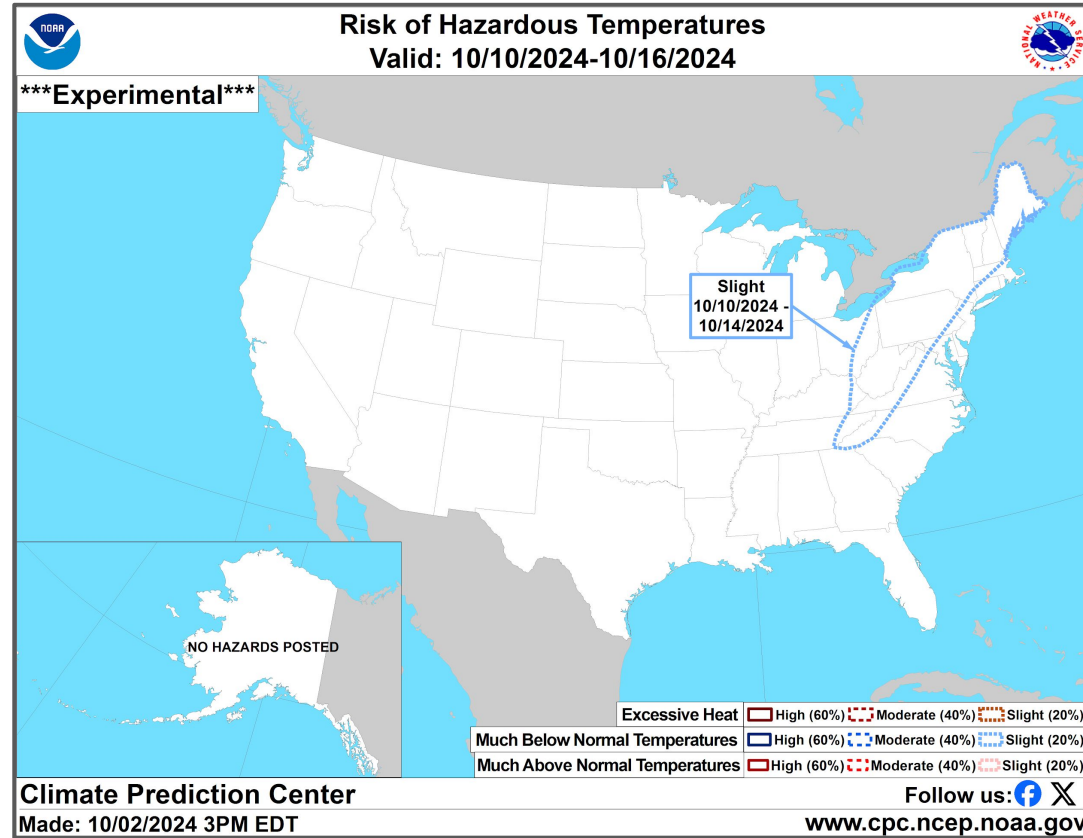 NOAA
Risk of Hazardous Temperatures
Valid: 10/10/2024-10/16/2024
NATIONAL WEATHER SERVICE
***Experimental***
Slight
10/10/2024 -
10/14/2024
NO HAZARDS POSTED
Excessive Heat High (60%) Moderate (40%) Slight (20%)
Much Below Normal Temperatures High (60%) Moderate (40%) Slight (20%)
Much Above Normal Temperatures High (60%) Moderate (40%) Slight (20%)
Climate Prediction Center
Follow us:
Made: 10/02/2024 3PM EDT
www.cpc.ncep.noaa.gov